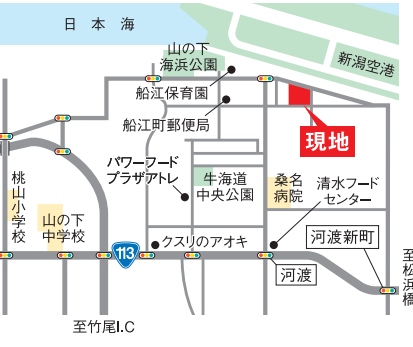 日本海
新潟空港
山の下
海浜公園
船江保育園
船江町郵便局
現地
パワーフード
プラザアトレ
牛海道
中央公園
桑名
病院
清水フード
センター
桃山小学校
山の下
中学校
クスリのアオキ
113
河渡新町
河渡
至松浜橋
至竹尾I.C